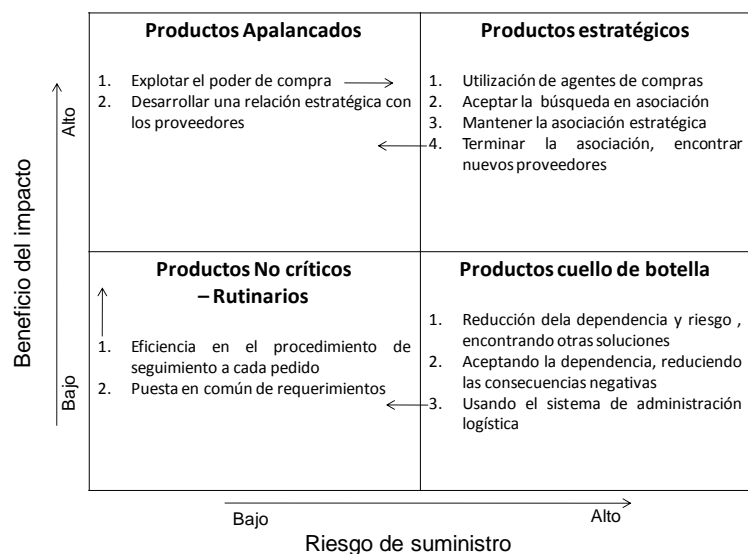 Productos Apalancados
1. Explotar el poder de compra
2. Desarrollar una relación estratégica con
los proveedores
Productos estratégicos
1. Utilización de agentes de compras
2. Aceptar la búsqueda en asociación
3. Mantener la asociación estratégica
4. Terminar la asociación, encontrar
nuevos proveedores
Productos No críticos
– Rutinarios
1. Eficiencia en el procedimiento de
seguimiento a cada pedido
2. Puesta en común de requerimientos
Productos cuello de botella
1. Reducción dela dependencia y riesgo ,
encontrando otras soluciones
2. Aceptando la dependencia, reduciendo
las consecuencias negativas
3. Usando el sistema de administración
logística
Beneficio del impacto
Alto
Bajo
Bajo
Alto
Riesgo de suministro